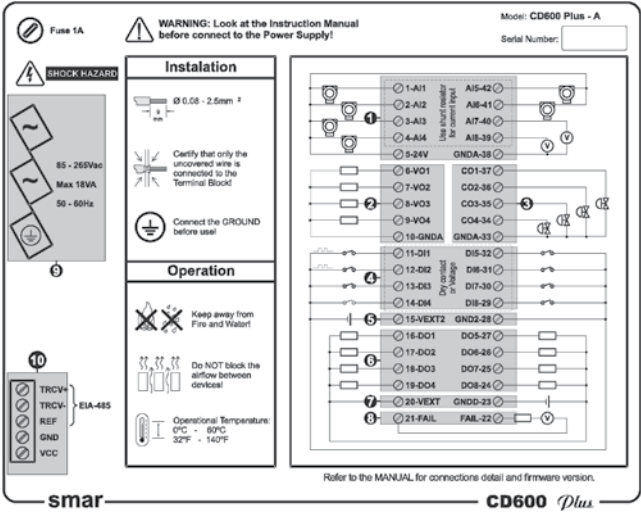 Fuse 1A
WARNING: Look at the Instruction Manual
before connect to the Power Supply!
Model: CD600 Plus - A
Serial Number:
SHOCK HAZARD
85 - 265Vac
Max 18VA
50 - 60Hz
9
10
TRCV+
TRCV-
REF
GND
VCC
EIA-485
Instalation
Ø 0.08 - 2.5mm ²
9
mm
Certify that only the
uncovered wire is
connected to the
Terminal Block!
Connect the GROUND
before use!
Operation
Keep away from
Fire and Water!
Do NOT block the
airflow between
devices!
Operational Temperature:
0ºC - 60ºC
32ºF - 140ºF
1-AI1 AI5-42
2-AI2 AI6-41
3-AI3 AI7-40
4-AI4 AI8-39
5-24V GNDA-38
1
Use shunt resistor
for current input
V
V
6-VO1 CO1-37
7-VO2 CO2-36
8-VO3 CO3-35
9-VO4 CO4-34
10-GNDA GNDA-33
2
3
11-DI1 DI5-32
12-DI2 DI6-31
13-DI3 DI7-30
14-DI4 DI8-29
4
Dry contact
or Voltage
5
15-VEXT2 GND2-28
16-DO1 DO5-27
17-DO2 DO6-26
18-DO3 DO7-25
19-DO4 DO8-24
6
7
20-VEXT GNDD-23
8
21-FAIL FAIL-22
V
Refer to the MANUAL for connections detail and firmware version.
smar
CD600 Plus